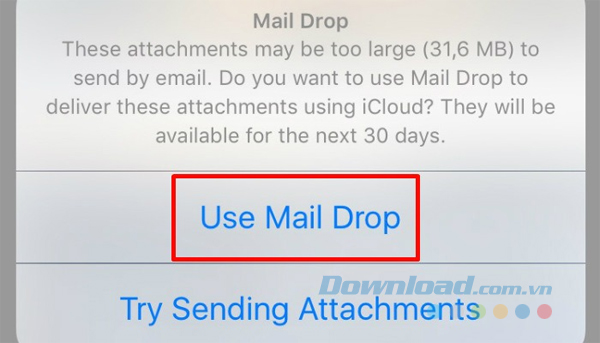 Mail Drop
These attachments may be too large (31,6 MB) to
send by email. Do you want to use Mail Drop to
deliver these attachments using iCloud? They will be
available for the next 30 days.
Use Mail Drop
Download.com.vn
Try Sending Attachments